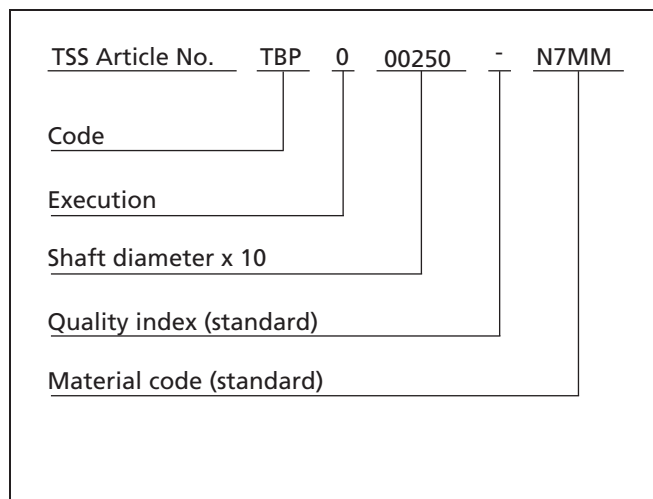 TSS Article No. TBP 0 00250 - N7MM
Code
Execution
Shaft diameter x 10
Quality index (standard)
Material code (standard)